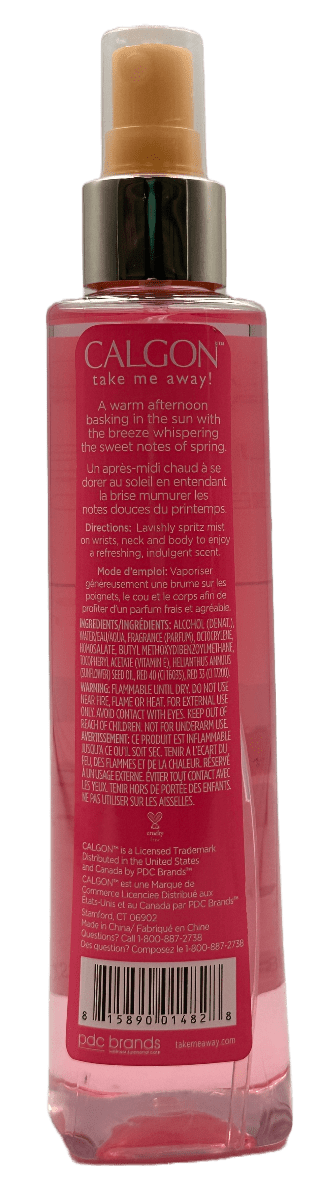 CALGON™
take me away!
A warm afternoon
basking in the sun with
the breeze whispering
the sweet notes of spring.
Un après-midi chaud à se
dorer au soleil en entendant
la brise mumurer les
notes douces du printemps.
Directions: Lavishly spritz mist
on wrists, neck and body to enjoy
a refreshing, indulgent scent.
Mode d'emploi: Vaporiser
généreusement une brume sur les
poignets, le cou et le corps afin de
profiter d'un parfum frais et agréable.
INGREDIENTS/INGRÉDIENTS: ALCOHOL (DENAT.),
WATER/EAU/AQUA, FRAGRANCE (PARFUM), OCTOCRYLENE,
HOMOSALATE, BUTYL METHOXYDIBENZOYLMETHANE,
TOCOPHERYL ACETATE (VITAMIN E), HELIANTHUS ANNUUS
(SUNFLOWER) SEED OIL, RED 40 (CI 16035), RED 33 (CI 17200).
WARNING: FLAMMABLE UNTIL DRY. DO NOT USE
NEAR FIRE, FLAME OR HEAT. FOR EXTERNAL USE
ONLY. AVOID CONTACT WITH EYES. KEEP OUT OF
REACH OF CHILDREN. NOT FOR UNDERARM USE.
AVERTISSEMENT: CE PRODUIT EST INFLAMMABLE
JUSQU'À CE QU'IL SOIT SEC. TENIR À L'ÉCART DU
FEU, DES FLAMMES ET DE LA CHALEUR. RÉSERVÉ
À UN USAGE EXTERNE. ÉVITER TOUT CONTACT AVEC
LES YEUX. TENIR HORS DE PORTÉE DES ENFANTS.
NE PAS UTILISER SUR LES AISSELLES.
cruelty
CALGON™ is a Licensed Trademark
Distributed in the United States
and Canada by PDC Brands™
CALGON™ est une Marque de
Commerce Licenciée Distribué aux
États-Unis et au Canada par PDC Brands™
Stamford, CT 06902
Made in China/ Fabriqué en Chine
Questions? Call 1-800-887-2738
Des question? Composez le 1-800-887-2738
8 15890 01482 8
pdc brands
takemeaway.com